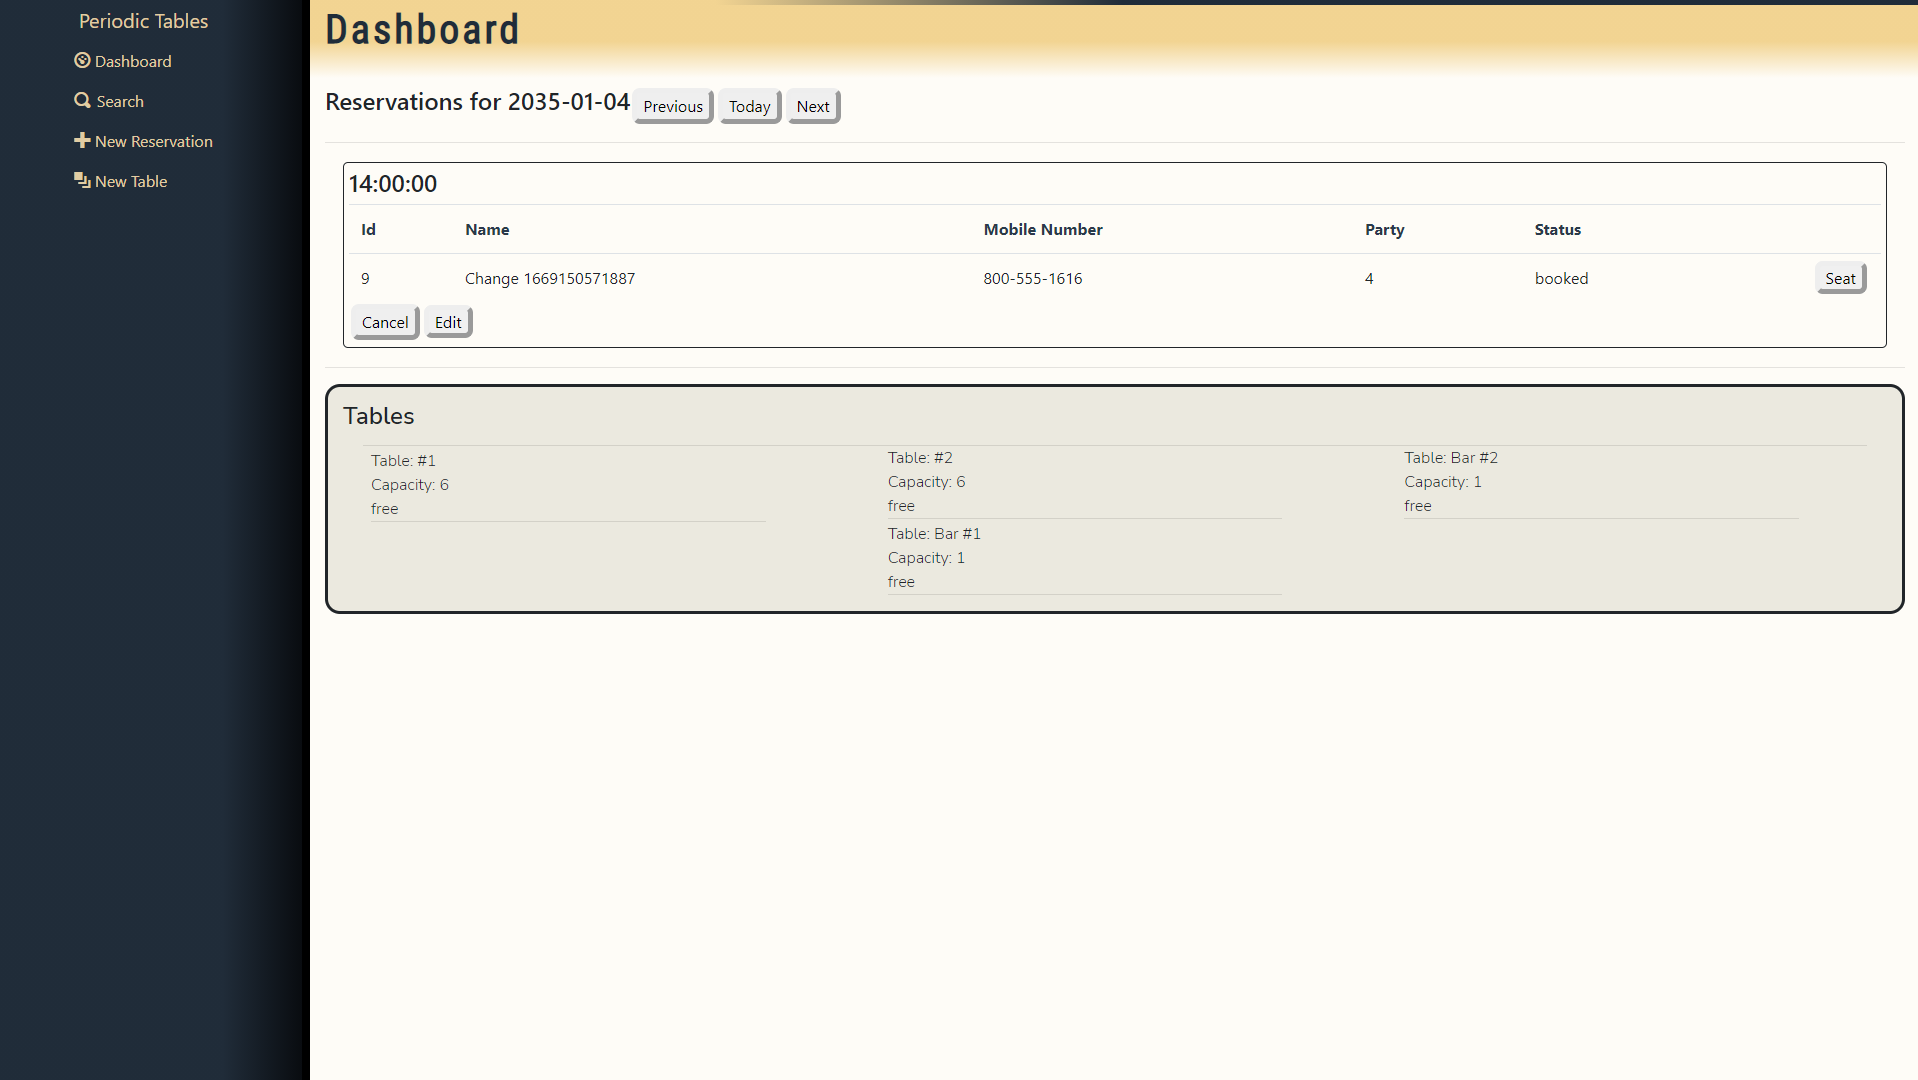 Periodic Tables
Dashboard
Search
New Reservation
New Table
Dashboard
Reservations for 2035-01-04 Previous Today Next
14:00:00
Id Name Mobile Number Party Status
9 Change 1669150571887 800-555-1616 4 booked Seat
Cancel Edit
Tables
Table: #1
Capacity: 6
free
Table: #2
Capacity: 6
free
Table: Bar #1
Capacity: 1
free
Table: Bar #2
Capacity: 1
free